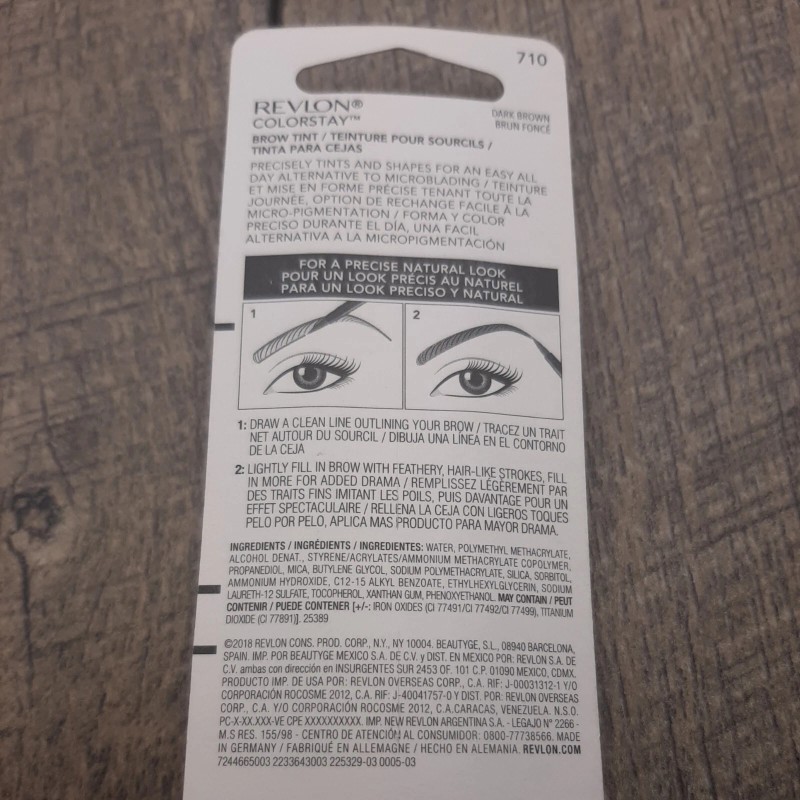 710
REVLON®
COLORSTAY™
DARK BROWN
BRUN FONCÉ
BROW TINT / TEINTURE POUR SOURCILS /
TINTA PARA CEJAS
PRECISELY TINTS AND SHAPES FOR AN EASY ALL
DAY ALTERNATIVE TO MICROBLADING / TEINTURE
ET MISE EN FORME PRÉCISE TENANT TOUTE LA
JOURNÉE, OPTION DE RECHANGE FACILE À LA
MICRO-PIGMENTATION / FORMA Y COLOR
PRECISO DURANTE EL DÍA, UNA FACIL
ALTERNATIVA A LA MICROPIGMENTACIÓN
FOR A PRECISE NATURAL LOOK
POUR UN LOOK PRÉCIS AU NATUREL
PARA UN LOOK PRECISO Y NATURAL
1
2
1: DRAW A CLEAN LINE OUTLINING YOUR BROW / TRACEZ UN TRAIT
NET AUTOUR DU SOURCIL / DIBUJA UNA LÍNEA EN EL CONTORNO
DE LA CEJA
2: LIGHTLY FILL IN BROW WITH FEATHERY, HAIR-LIKE STROKES, FILL
IN MORE FOR ADDED DRAMA / REMPLISSEZ LÉGÈREMENT PAR
DES TRAITS FINS IMITANT LES POILS, PUIS DAVANTAGE POUR UN
EFFET SPECTACULAIRE / RELLENA LA CEJA CON LIGEROS TOQUES
PELO POR PELO, APLICA MAS PRODUCTO PARA MAYOR DRAMA.
INGREDIENTS / INGRÉDIENTS / INGREDIENTES: WATER, POLYMETHYL METHACRYLATE,
ALCOHOL DENAT., STYRENE/ACRYLATES/AMMONIUM METHACRYLATE COPOLYMER,
PROPANEDIOL, MICA, BUTYLENE GLYCOL, SODIUM POLYMETHACRYLATE, SILICA, SORBITOL,
AMMONIUM HYDROXIDE, C12-15 ALKYL BENZOATE, ETHYLHEXYLGLYCERIN, SODIUM
LAURETH-12 SULFATE, TOCOPHEROL, XANTHAN GUM, PHENOXYETHANOL. MAY CONTAIN / PEUT
CONTENIR / PUEDE CONTENER [+/-: IRON OXIDES (CI 77491/CI 77492/CI 77499), TITANIUM
DIOXIDE (CI 77891)]. 25389
©2018 REVLON CONS. PROD. CORP., N.Y., NY 10004. BEAUTYGE, S.L., 08940 BARCELONA,
SPAIN. IMP. POR BEAUTYGE MEXICO S.A. DE C.V. y DIST. EN MÉXICO POR: REVLON S.A. DE
C.V. ambas con dirección en INSURGENTES SUR 2453 OF. 101 C.P. 01090 MEXICO, CDMX.
PRODUCTO IMP. DE USA POR: REVLON OVERSEAS CORP., C.A. RIF: J-00031312-1 Y/O
CORPORACIÓN ROCOSME 2012, C.A. RIF: J-40041757-0 Y DIST. POR: REVLON OVERSEAS
CORP., C.A. Y/O CORPORACIÓN ROCOSME 2012, C.A. CARACAS, VENEZUELA. N.S.O.
PC-X-XX.XXX-VE CPE XXXXXXXXXX. IMP. NEW REVLON ARGENTINA S.A. - LEGAJO N° 2266 -
M.S RES. 155/98 - CENTRO DE ATENCIÓN AL CONSUMIDOR: 0800-77738566. MADE
IN GERMANY / FABRIQUÉ EN ALLEMAGNE / HECHO EN ALEMANIA. REVLON.COM
7244665003 2233643003 225329-03 0005-03